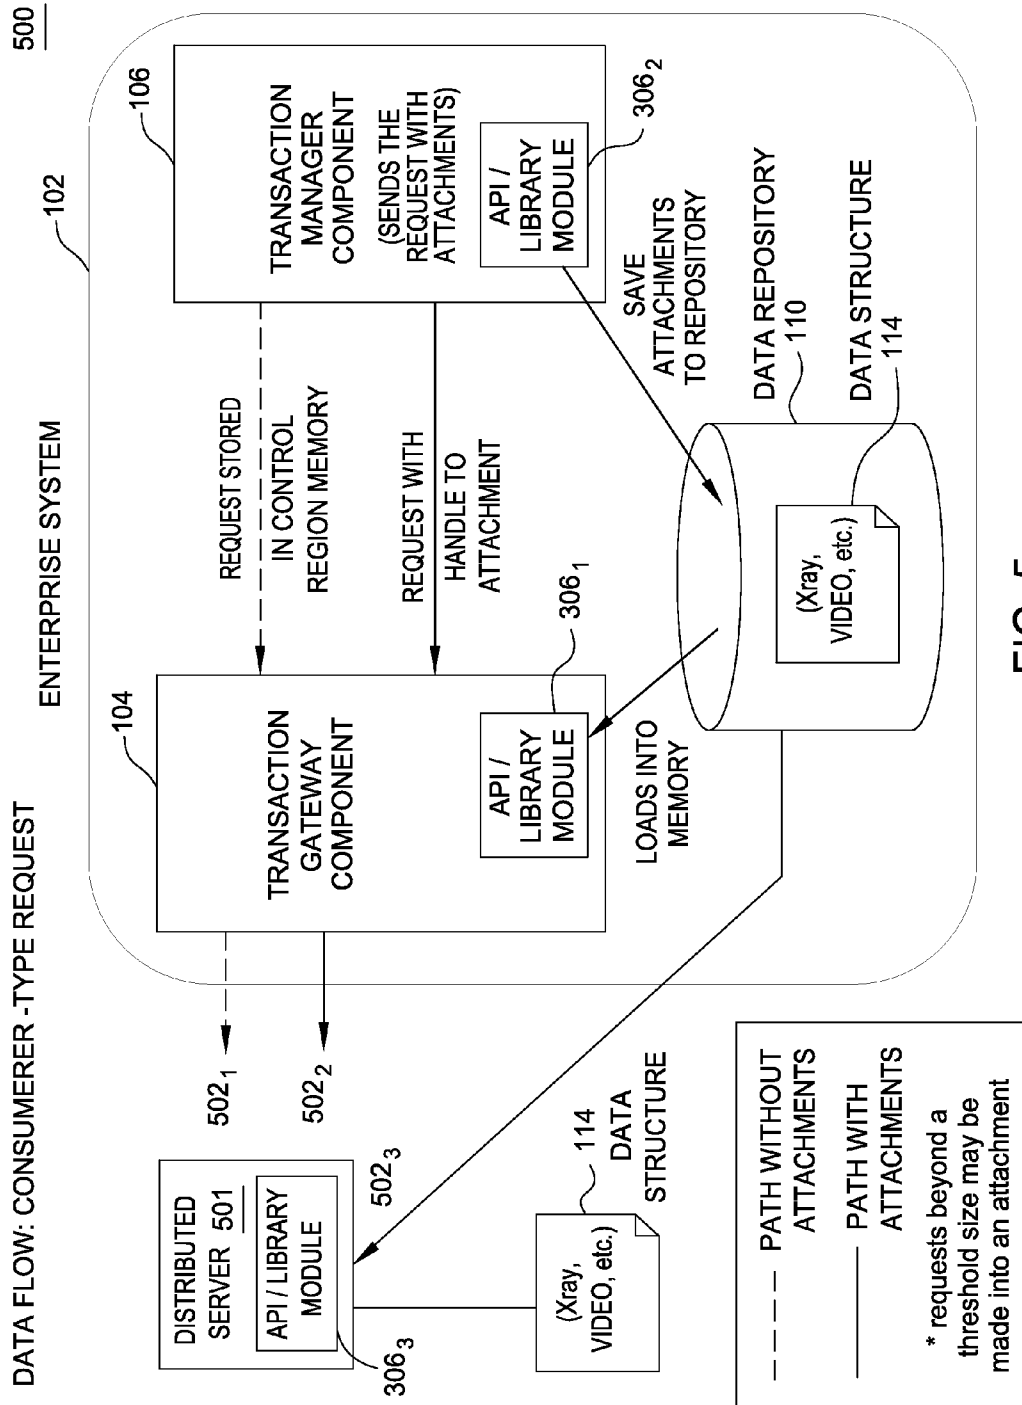 DATA FLOW: CONSUMERER -TYPE REQUEST
500
ENTERPRISE SYSTEM
102
104
TRANSACTION
GATEWAY
COMPONENT
API /
LIBRARY
MODULE
306₁
106
TRANSACTION
MANAGER
COMPONENT
(SENDS THE
REQUEST WITH
ATTACHMENTS)
API /
LIBRARY
MODULE
306₂
REQUEST STORED
IN CONTROL
REGION MEMORY
REQUEST WITH
HANDLE TO
ATTACHMENT
SAVE
ATTACHMENTS
TO REPOSITORY
LOADS INTO
MEMORY
DATA REPOSITORY
110
DATA STRUCTURE
114
(Xray,
VIDEO, etc.)
502₁
502₂
DISTRIBUTED
SERVER 501
API / LIBRARY
MODULE
306₃
502₃
114
DATA
STRUCTURE
(Xray,
VIDEO, etc.)
PATH WITHOUT
ATTACHMENTS
PATH WITH
ATTACHMENTS
* requests beyond a
threshold size may be
made into an attachment